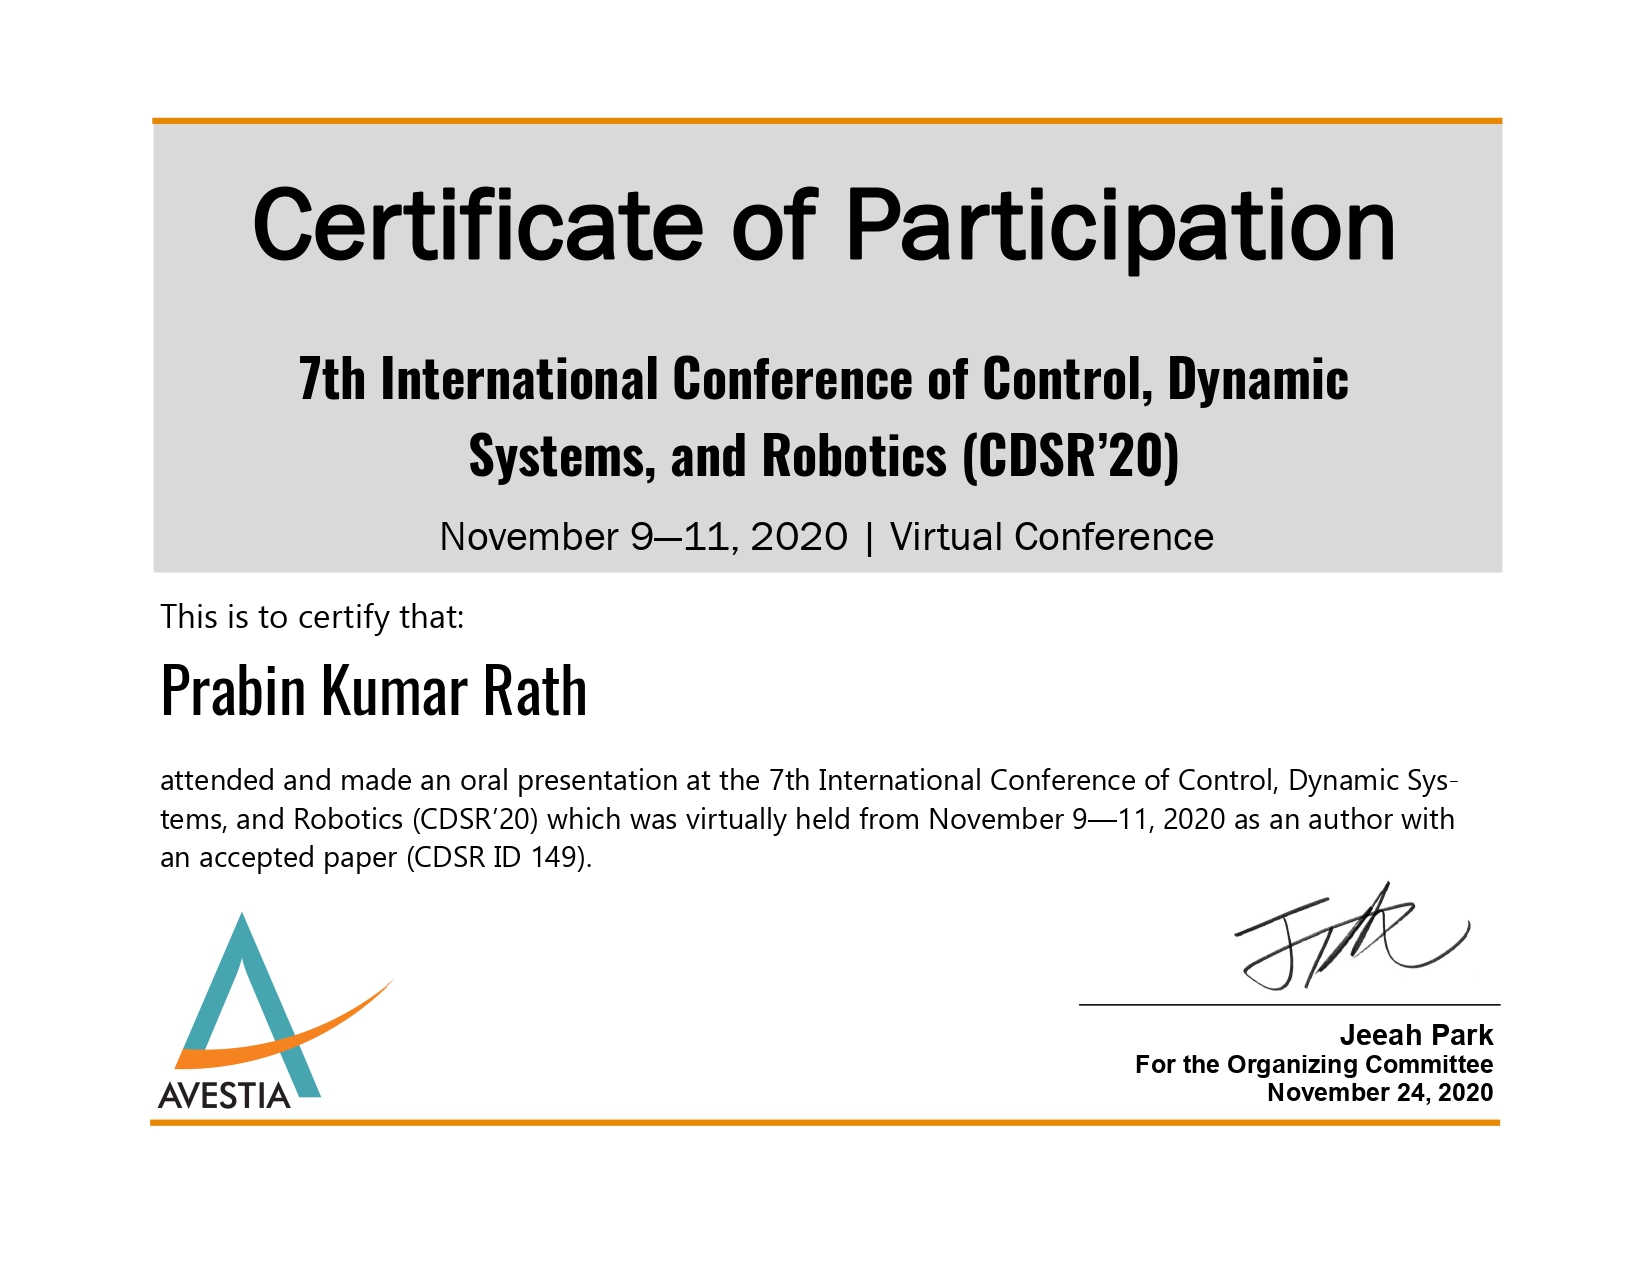 Certificate of Participation
7th International Conference of Control, Dynamic
Systems, and Robotics (CDSR’20)
November 9—11, 2020 | Virtual Conference
This is to certify that:
Prabin Kumar Rath
attended and made an oral presentation at the 7th International Conference of Control, Dynamic Sys-
tems, and Robotics (CDSR’20) which was virtually held from November 9—11, 2020 as an author with
an accepted paper (CDSR ID 149).
AVESTIA
Jeeah Park
For the Organizing Committee
November 24, 2020